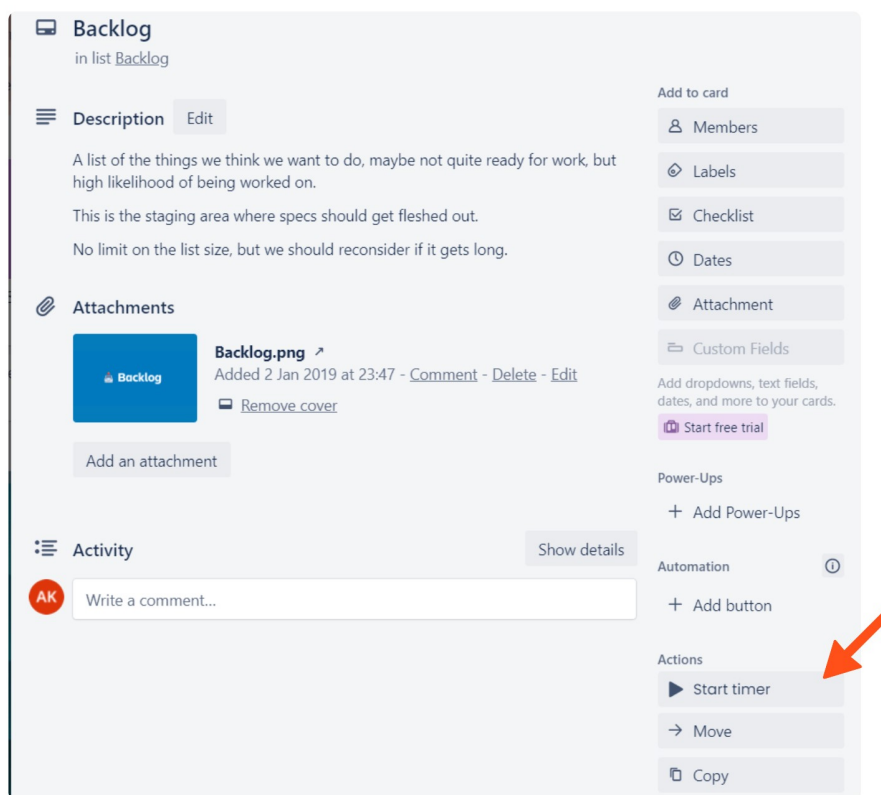 Backlog
in list Backlog
Description Edit
A list of the things we think we want to do, maybe not quite ready for work, but
high likelihood of being worked on.
This is the staging area where specs should get fleshed out.
No limit on the list size, but we should reconsider if it gets long.
Attachments
Backlog
Backlog.png ↗
Added 2 Jan 2019 at 23:47 - Comment - Delete - Edit
Remove cover
Add an attachment
Activity Show details
AK
Write a comment...
Add to card
Members
Labels
Checklist
Dates
Attachment
Custom Fields
Add dropdowns, text fields,
dates, and more to your cards.
Start free trial
Power-Ups
+ Add Power-Ups
Automation
+ Add button
Actions
Start timer
→ Move
Copy